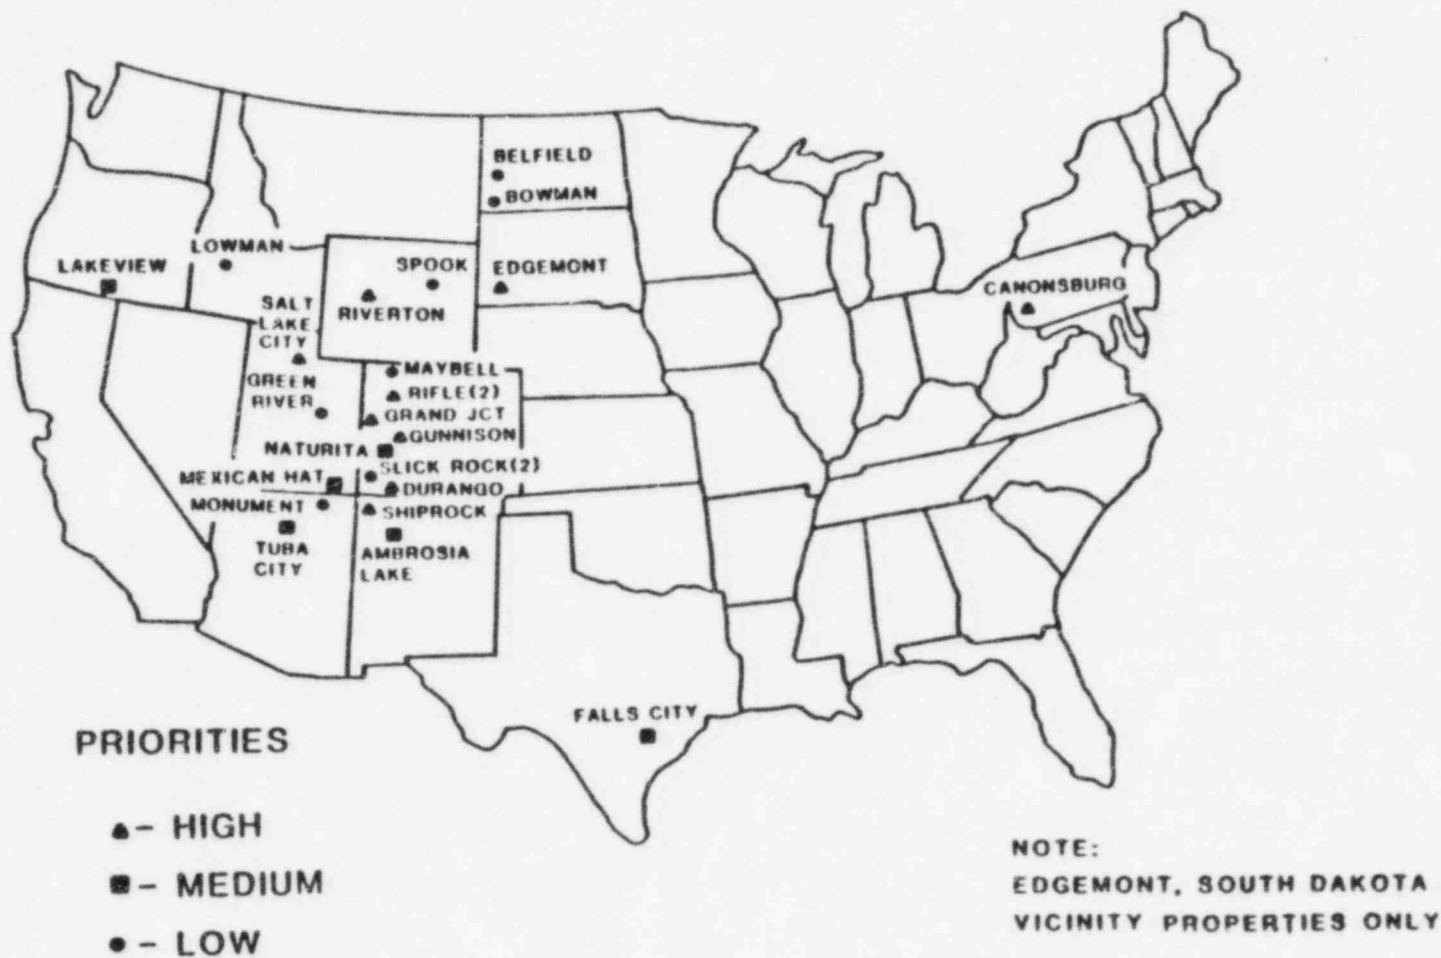 BELFIELD
BOWMAN
LOWMAN
LAKEVIEW
SPOOK
EDGEMONT
CANONSBURG
RIVERTON
SALT
LAKE
CITY
MAYBELL
GREEN
RIVER
RIFLE(2)
GRAND JCT
GUNNISON
NATURITA
SLICK ROCK(2)
MEXICAN HAT
DURANGO
MONUMENT
SHIPROCK
TUBA
CITY
AMBROSIA
LAKE
FALLS CITY
PRIORITIES
▲- HIGH
■- MEDIUM
●- LOW
NOTE:
EDGEMONT, SOUTH DAKOTA
VICINITY PROPERTIES ONLY